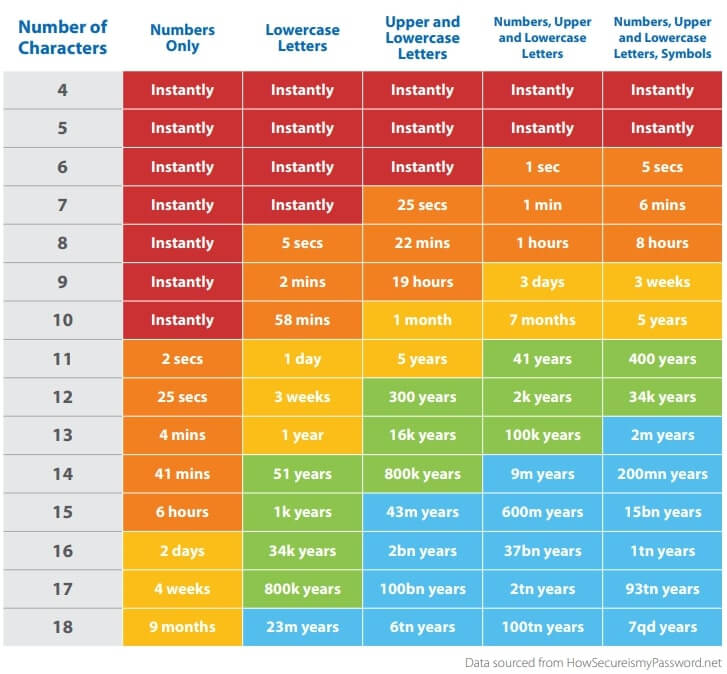 Number of Characters Numbers Only Lowercase Letters Upper and Lowercase Letters Numbers, Upper and Lowercase Letters Numbers, Upper and Lowercase Letters, Symbols
4 Instantly Instantly Instantly Instantly Instantly
5 Instantly Instantly Instantly Instantly Instantly
6 Instantly Instantly Instantly 1 sec 5 secs
7 Instantly Instantly 25 secs 1 min 6 mins
8 Instantly 5 secs 22 mins 1 hours 8 hours
9 Instantly 2 mins 19 hours 3 days 3 weeks
10 Instantly 58 mins 1 month 7 months 5 years
11 2 secs 1 day 5 years 41 years 400 years
12 25 secs 3 weeks 300 years 2k years 34k years
13 4 mins 1 year 16k years 100k years 2m years
14 41 mins 51 years 800k years 9m years 200mn years
15 6 hours 1k years 43m years 600m years 15bn years
16 2 days 34k years 2bn years 37bn years 1tn years
17 4 weeks 800k years 100bn years 2tn years 93tn years
18 9 months 23m years 6tn years 100tn years 7qd years
Data sourced from HowSecureismyPassword.net